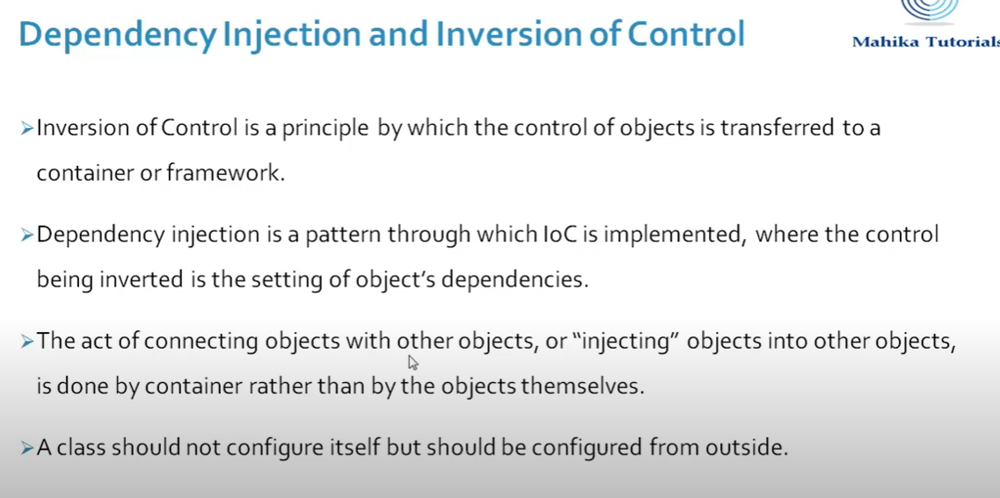 Dependency Injection and Inversion of Control
Mahika Tutorials
➢Inversion of Control is a principle by which the control of objects is transferred to a
container or framework.
➢Dependency injection is a pattern through which IoC is implemented, where the control
being inverted is the setting of object’s dependencies.
➢The act of connecting objects with other objects, or “injecting” objects into other objects,
is done by container rather than by the objects themselves.
➢A class should not configure itself but should be configured from outside.